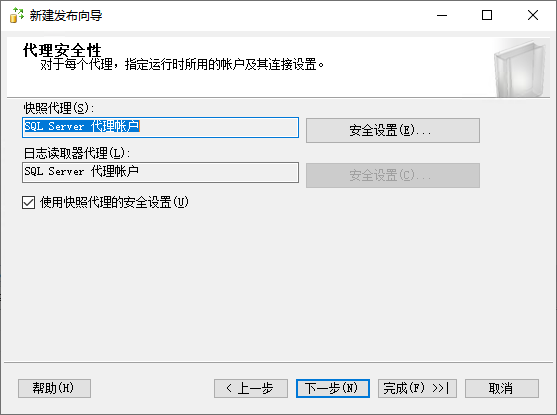 新建发布向导
代理安全性
对于每个代理，指定运行时所用的帐户及其连接设置。
快照代理(S):
SQL Server 代理帐户
安全设置(E)...
日志读取器代理(L):
SQL Server 代理帐户
安全设置(C)...
使用快照代理的安全设置(U)
帮助(H)
< 上一步
下一步(N)
完成(F) >>|
取消